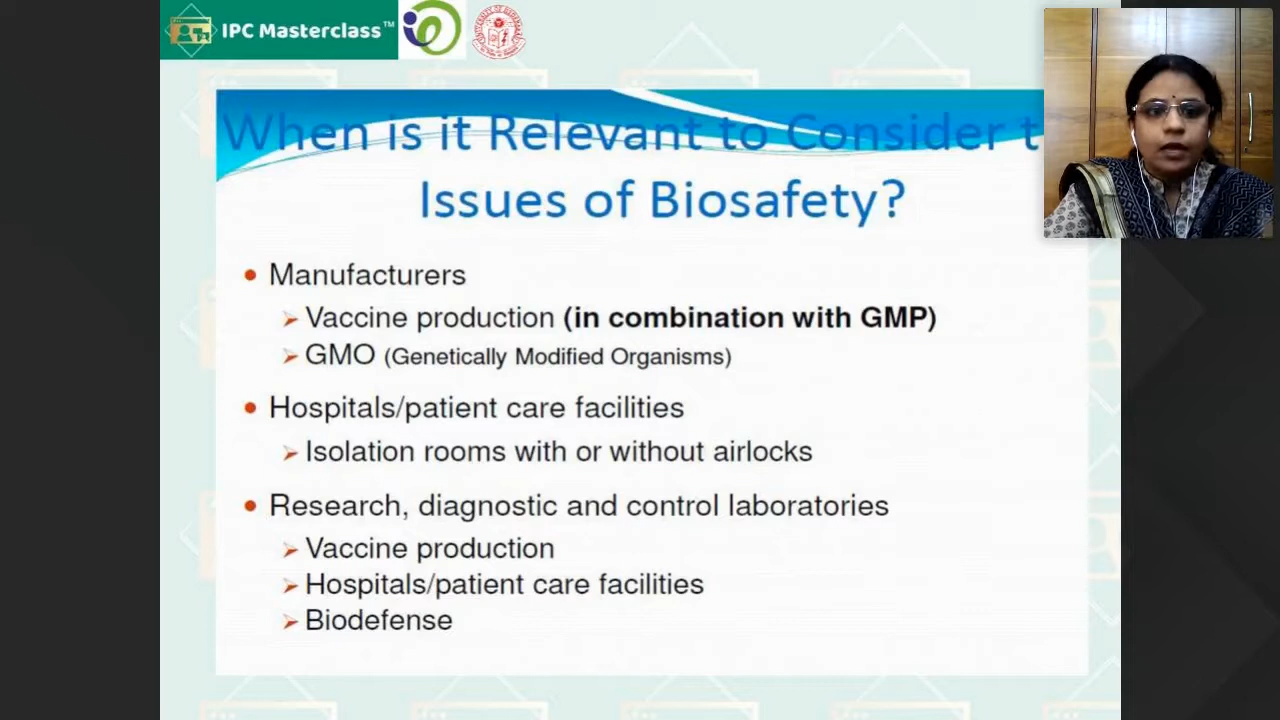 IPC Masterclass™
When is it Relevant to Consider t
Issues of Biosafety?
• Manufacturers
➢ Vaccine production (in combination with GMP)
➢ GMO (Genetically Modified Organisms)
• Hospitals/patient care facilities
➢ Isolation rooms with or without airlocks
• Research, diagnostic and control laboratories
➢ Vaccine production
➢ Hospitals/patient care facilities
➢ Biodefense